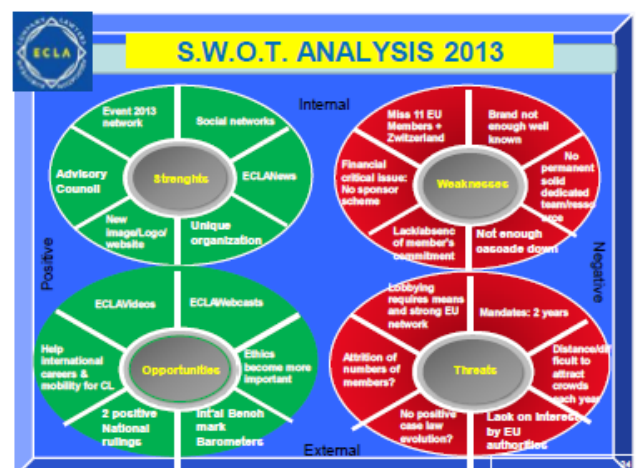 ECLA
S.W.O.T. ANALYSIS 2013
Internal
Event 2013
network
Social networks
Advisory
Council
Strenghts
ECLANews
New
image/Logo/
website
Unique
organization
Miss 11 EU
Members +
Zwitzerland
Brand not
enough well
known
Financial
critical issue:
No sponsor
scheme
Weaknesses
No
permanent
solid
dedicated
team/resso
urce
Lack/absenc
of member's
commitment
Not enough
cascade down
Positive
Negative
ECLAVideos
ECLAWebcasts
Help
international
careers &
mobility for CL
Opportunities
Ethics
become more
important
2 positive
National
rulings
Int'al Bench
mark
Barometers
Lobbying
requires means
and strong EU
network
Mandates: 2 years
Attrition of
numbers of
members?
Threats
Distance/dif
ficult to
attract
crowds
each year
No positive
case law
evolution?
Lack on interest
by EU
authorities
External